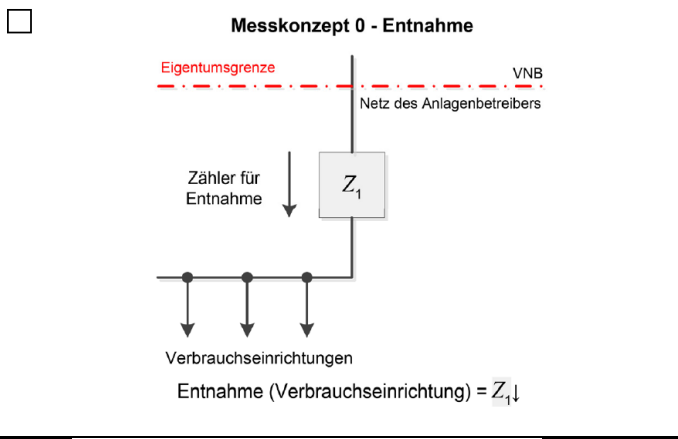 Messkonzept 0 - Entnahme
Eigentumsgrenze
VNB
Netz des Anlagenbetreibers
Zähler für
Entnahme
Z₁
Verbrauchseinrichtungen
Entnahme (Verbrauchseinrichtung) = Z₁↓